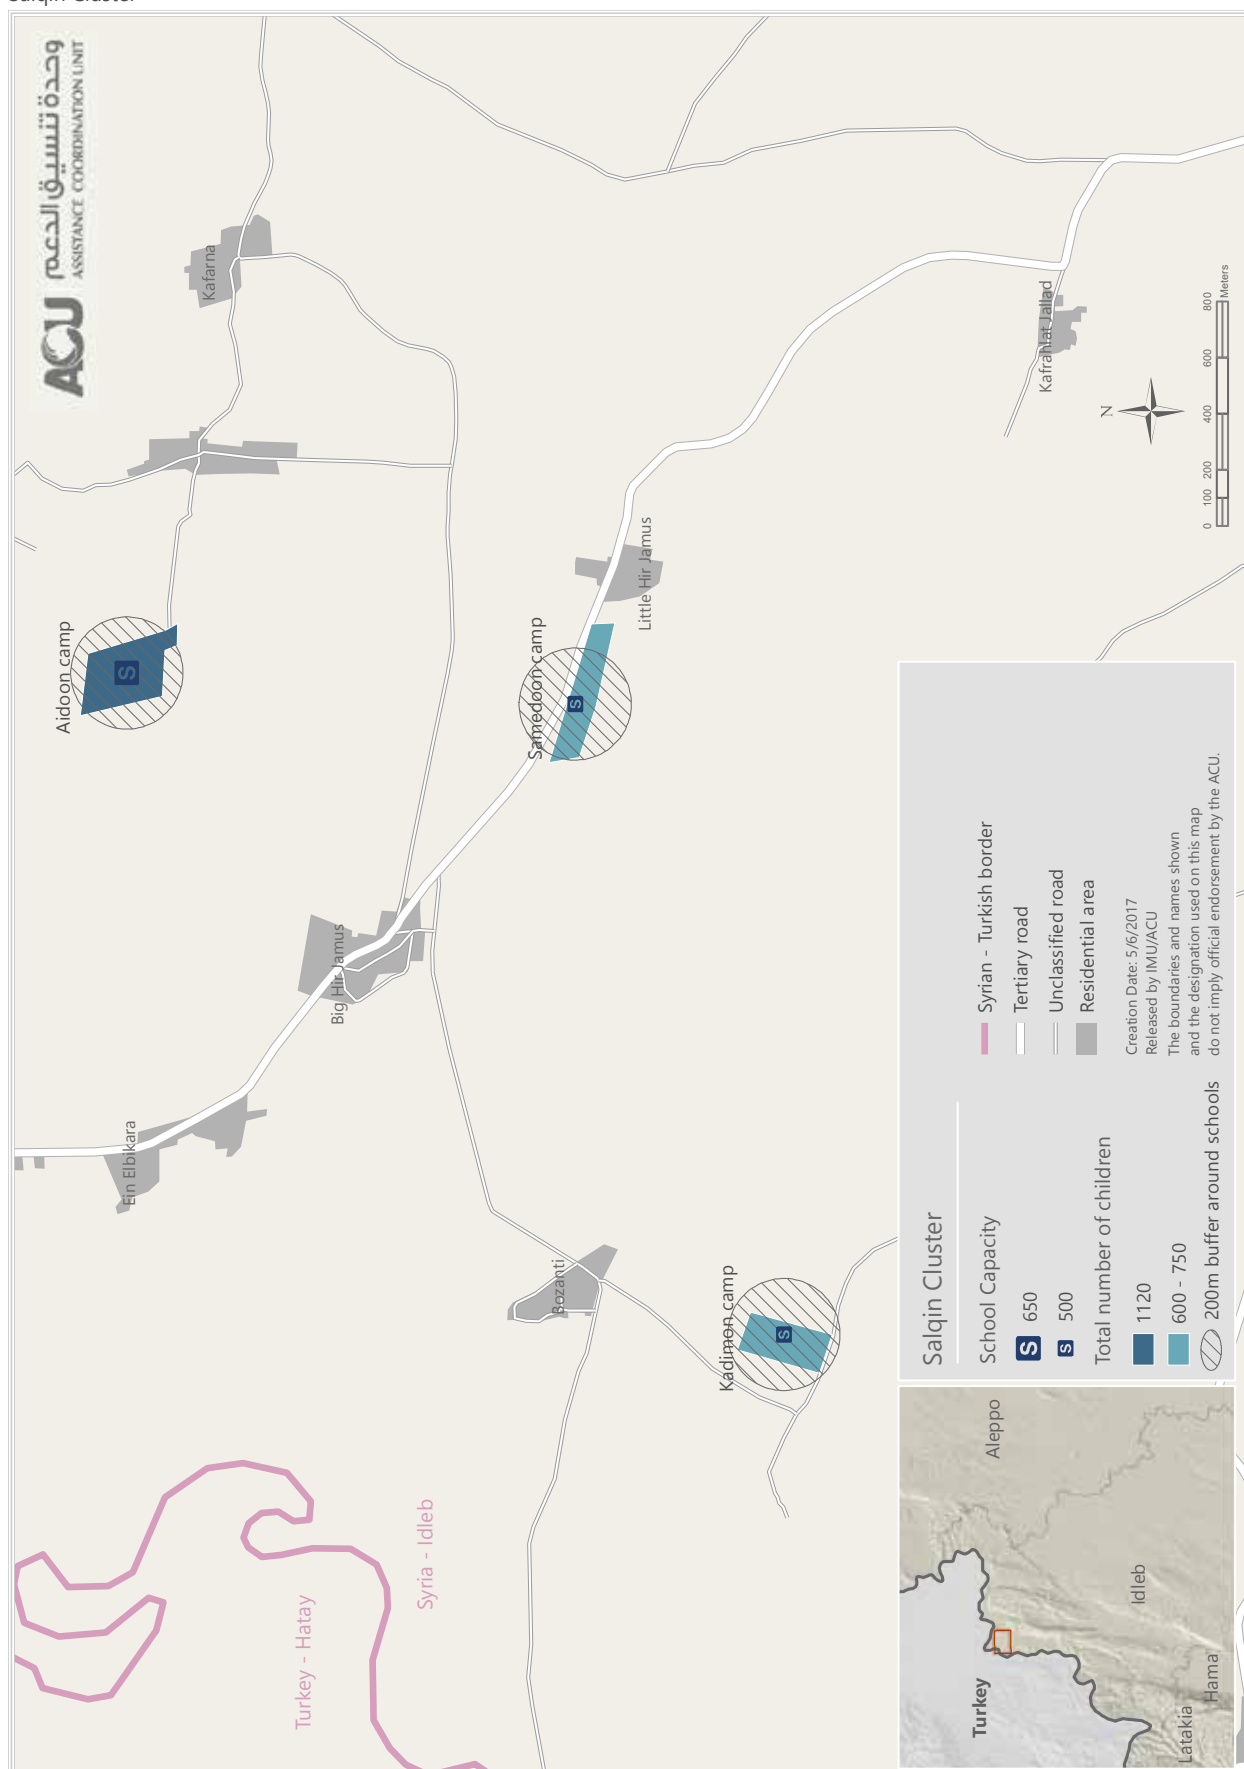 Salqin Cluster
وحدة تنسيق الدعم
ACU
ASSISTANCE COORDINATION UNIT
Kafarna
Aidoon camp
Samedoon camp
Little Hir Jamus
Kafrahlat Jallad
Big Hir Jamus
Ein Elbikara
Bozanti
Kadimon camp
Turkey - Hatay
Syria - Idleb
S
S
S
N
0 100 200 400 600 800
Meters
Salqin Cluster
School Capacity
S 650
S 500
Total number of children
1120
600 - 750
200m buffer around schools
Syrian - Turkish border
Tertiary road
Unclassified road
Residential area
Creation Date: 5/6/2017
Released by IMU/ACU
The boundaries and names shown
and the designation used on this map
do not imply official endorsement by the ACU.
Turkey
Aleppo
Idleb
Hama
Latakia